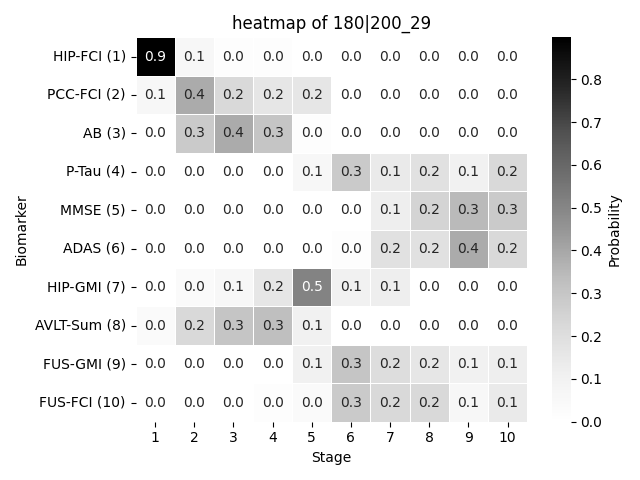 heatmap of 180|200_29
HIP-FCI (1) 0.9 0.1 0.0 0.0 0.0 0.0 0.0 0.0 0.0 0.0
PCC-FCI (2) 0.1 0.4 0.2 0.2 0.2 0.0 0.0 0.0 0.0 0.0
AB (3) 0.0 0.3 0.4 0.3 0.0 0.0 0.0 0.0 0.0 0.0
P-Tau (4) 0.0 0.0 0.0 0.0 0.1 0.3 0.1 0.2 0.1 0.2
MMSE (5) 0.0 0.0 0.0 0.0 0.0 0.0 0.1 0.2 0.3 0.3
ADAS (6) 0.0 0.0 0.0 0.0 0.0 0.0 0.2 0.2 0.4 0.2
HIP-GMI (7) 0.0 0.0 0.1 0.2 0.5 0.1 0.1 0.0 0.0 0.0
AVLT-Sum (8) 0.0 0.2 0.3 0.3 0.1 0.0 0.0 0.0 0.0 0.0
FUS-GMI (9) 0.0 0.0 0.0 0.0 0.1 0.3 0.2 0.2 0.1 0.1
FUS-FCI (10) 0.0 0.0 0.0 0.0 0.0 0.3 0.2 0.2 0.1 0.1
1 2 3 4 5 6 7 8 9 10
Stage
Biomarker
0.8
0.7
0.6
0.5
0.4
0.3
0.2
0.1
0.0
Probability